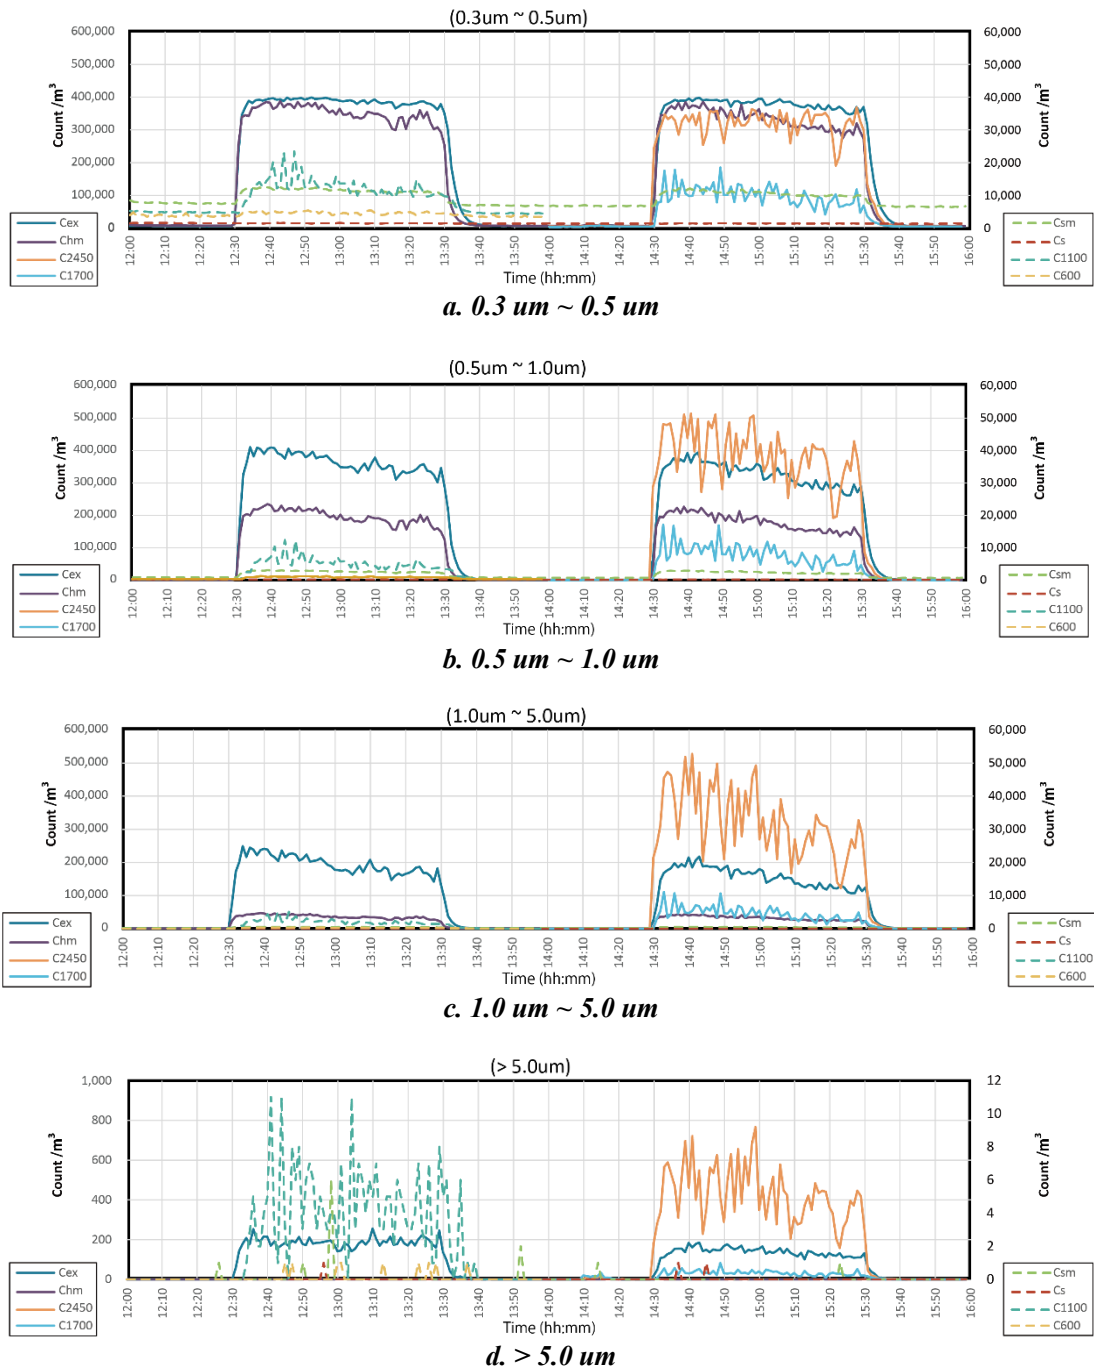 (0.3um ~ 0.5um)
600,000
500,000
400,000
300,000
200,000
100,000
0
Count /m³
60,000
50,000
40,000
30,000
20,000
10,000
0
Count /m³
12:00
12:10
12:20
12:30
12:40
12:50
13:00
13:10
13:20
13:30
13:40
13:50
14:00
14:10
14:20
14:30
14:40
14:50
15:00
15:10
15:20
15:30
15:40
15:50
16:00
Time (hh:mm)
Cex
Chm
C2450
C1700
Csm
Cs
C1100
C600
a. 0.3 um ~ 0.5 um
(0.5um ~ 1.0um)
600,000
500,000
400,000
300,000
200,000
100,000
0
Count /m³
60,000
50,000
40,000
30,000
20,000
10,000
0
Count /m³
12:00
12:10
12:20
12:30
12:40
12:50
13:00
13:10
13:20
13:30
13:40
13:50
14:00
14:10
14:20
14:30
14:40
14:50
15:00
15:10
15:20
15:30
15:40
15:50
16:00
Time (hh:mm)
Cex
Chm
C2450
C1700
Csm
Cs
C1100
C600
b. 0.5 um ~ 1.0 um
(1.0um ~ 5.0um)
600,000
500,000
400,000
300,000
200,000
100,000
0
Count /m³
60,000
50,000
40,000
30,000
20,000
10,000
0
Count /m³
12:00
12:10
12:20
12:30
12:40
12:50
13:00
13:10
13:20
13:30
13:40
13:50
14:00
14:10
14:20
14:30
14:40
14:50
15:00
15:10
15:20
15:30
15:40
15:50
16:00
Time (hh:mm)
Cex
Chm
C2450
C1700
Csm
Cs
C1100
C600
c. 1.0 um ~ 5.0 um
(> 5.0um)
1,000
800
600
400
200
0
Count /m³
12
10
8
6
4
2
0
Count /m³
12:00
12:10
12:20
12:30
12:40
12:50
13:00
13:10
13:20
13:30
13:40
13:50
14:00
14:10
14:20
14:30
14:40
14:50
15:00
15:10
15:20
15:30
15:40
15:50
16:00
Time (hh:mm)
Cex
Chm
C2450
C1700
Csm
Cs
C1100
C600
d. > 5.0 um